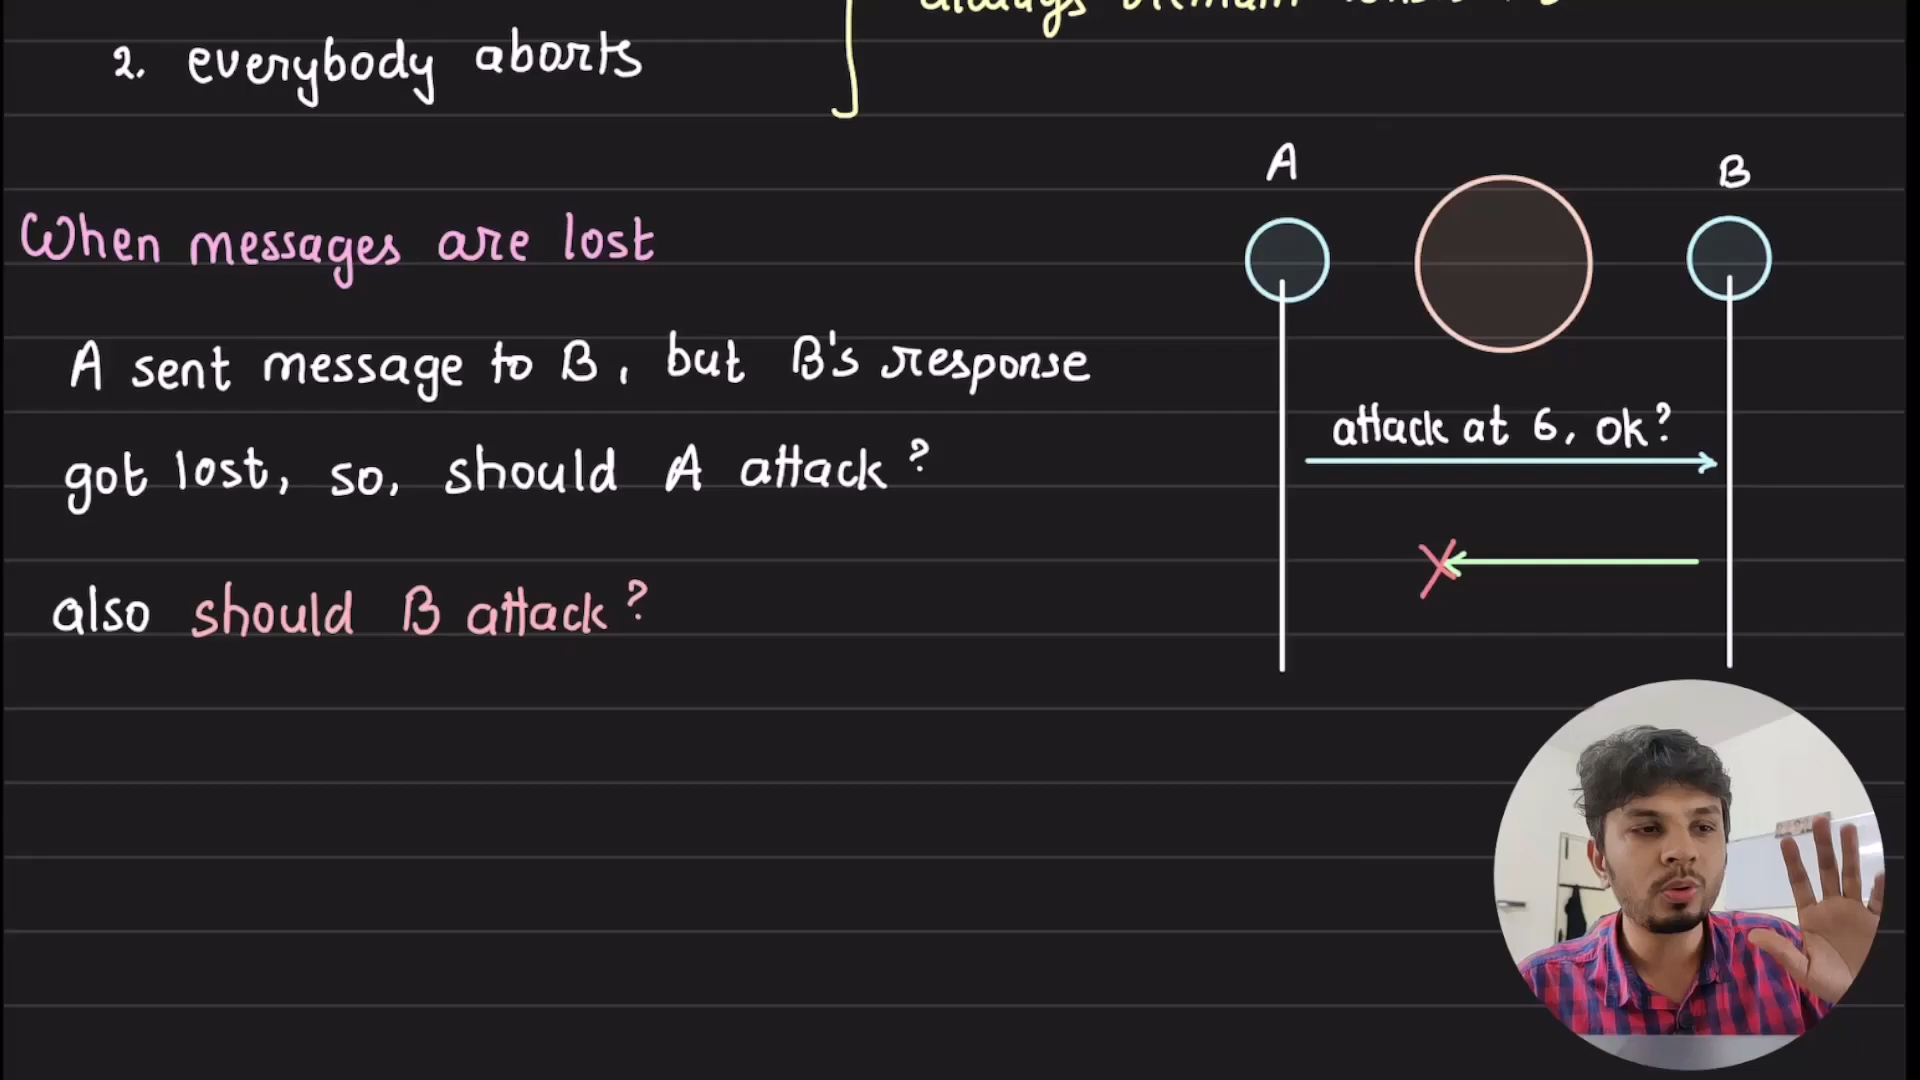 always
2. everybody aborts
A
B
When messages are lost
A sent message to B, but B's response
got lost, so, should A attack?
also should B attack?
attack at 6, ok?